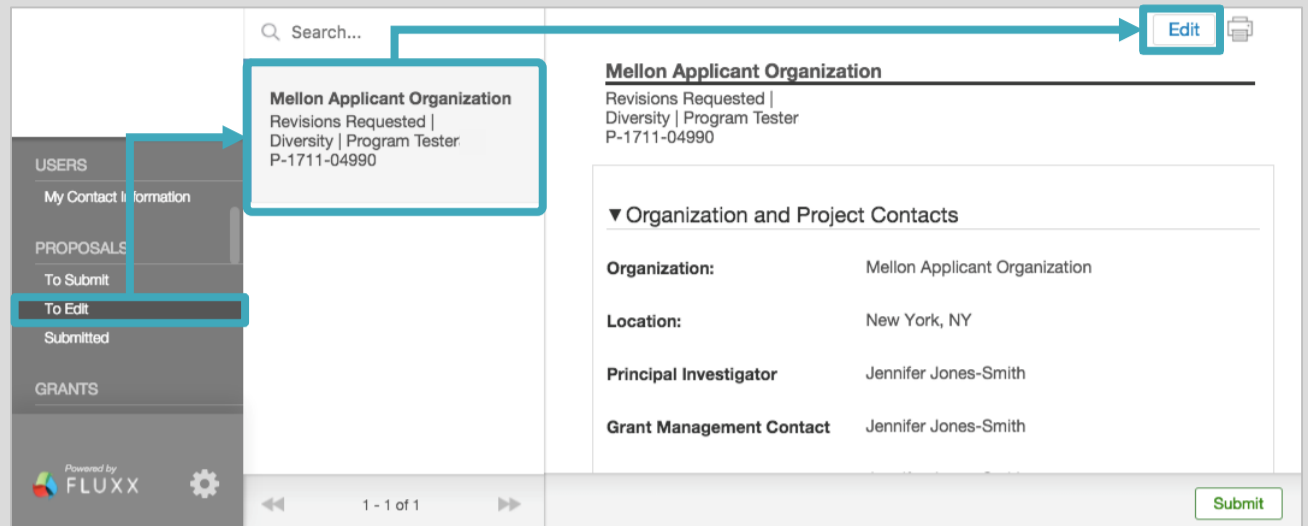 USERS
My Contact Information
PROPOSALS
To Submit
To Edit
Submitted
GRANTS
Powered by
FLUXX
Search...
Mellon Applicant Organization
Revisions Requested |
Diversity | Program Tester
P-1711-04990
1 - 1 of 1
Edit
Mellon Applicant Organization
Revisions Requested |
Diversity | Program Tester
P-1711-04990
▼Organization and Project Contacts
Organization: Mellon Applicant Organization
Location: New York, NY
Principal Investigator Jennifer Jones-Smith
Grant Management Contact Jennifer Jones-Smith
Submit